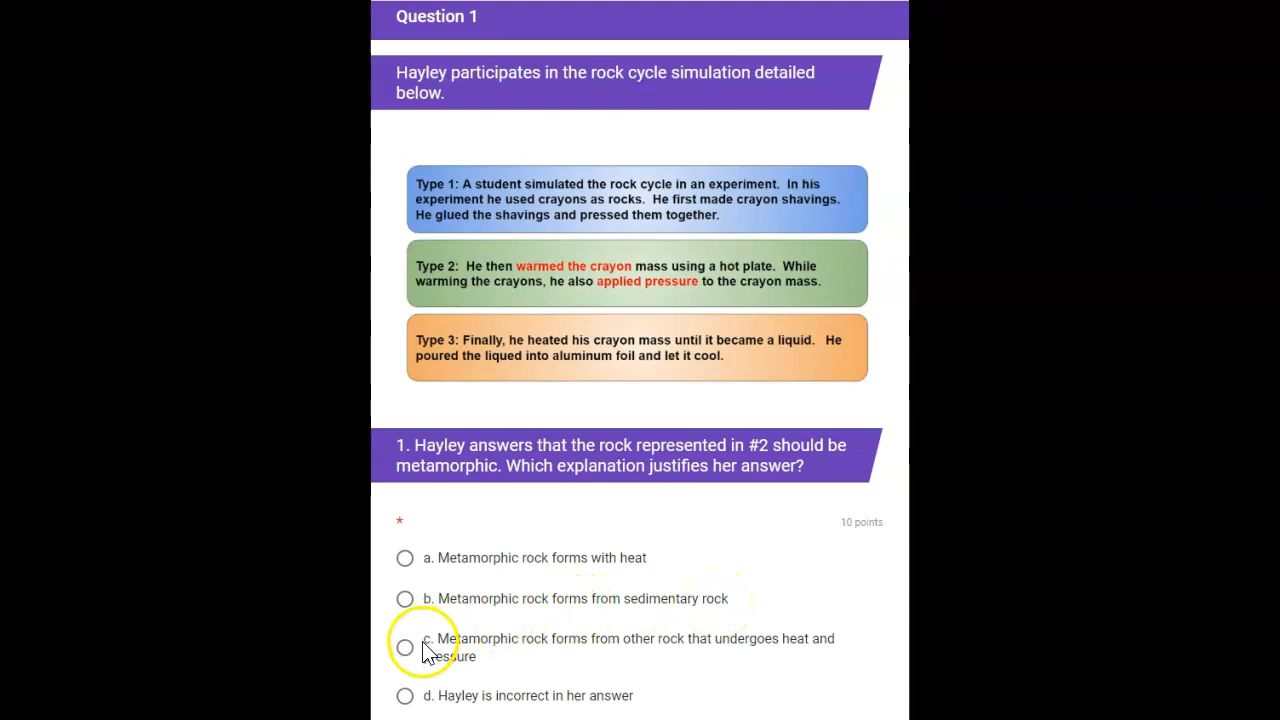 Question 1
Hayley participates in the rock cycle simulation detailed
below.
Type 1: A student simulated the rock cycle in an experiment. In his
experiment he used crayons as rocks. He first made crayon shavings.
He glued the shavings and pressed them together.
Type 2: He then warmed the crayon mass using a hot plate. While
warming the crayons, he also applied pressure to the crayon mass.
Type 3: Finally, he heated his crayon mass until it became a liquid. He
poured the liqued into aluminum foil and let it cool.
1. Hayley answers that the rock represented in #2 should be
metamorphic. Which explanation justifies her answer?
*
10 points
a. Metamorphic rock forms with heat
b. Metamorphic rock forms from sedimentary rock
c. Metamorphic rock forms from other rock that undergoes heat and
pressure
d. Hayley is incorrect in her answer